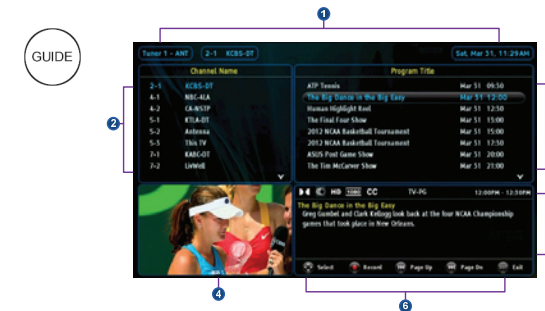 1
GUIDE
Tuner 1 - ANT 2-1 KCBS-DT Sat, Mar 31, 11:29AM
Channel Name
2-1 KCBS-DT
4-1 NBC-4LA
4-2 CA-NSTP
5-1 KTLA-DT
5-2 Antenna
5-3 This TV
7-1 KABC-DT
7-2 LivWell
2
Program Title
ATP Tennis Mar 31 09:30
The Big Dance in the Big Easy Mar 31 12:00
Human Highlight Reel Mar 31 12:30
The Final Four Show Mar 31 13:00
2012 NCAA Basketball Tournament Mar 31 15:00
2012 NCAA Basketball Tournament Mar 31 17:30
ASUS Post Game Show Mar 31 20:00
The Tim McCarver Show Mar 31 21:00
HD 1080 CC TV-PG 12:00PM - 12:30PM
The Big Dance in the Big Easy
Greg Gumbel and Clark Kellogg look back at the four NCAA Championship
games that took place in New Orleans.
Select Record Page Up Page Dn Exit
4
6